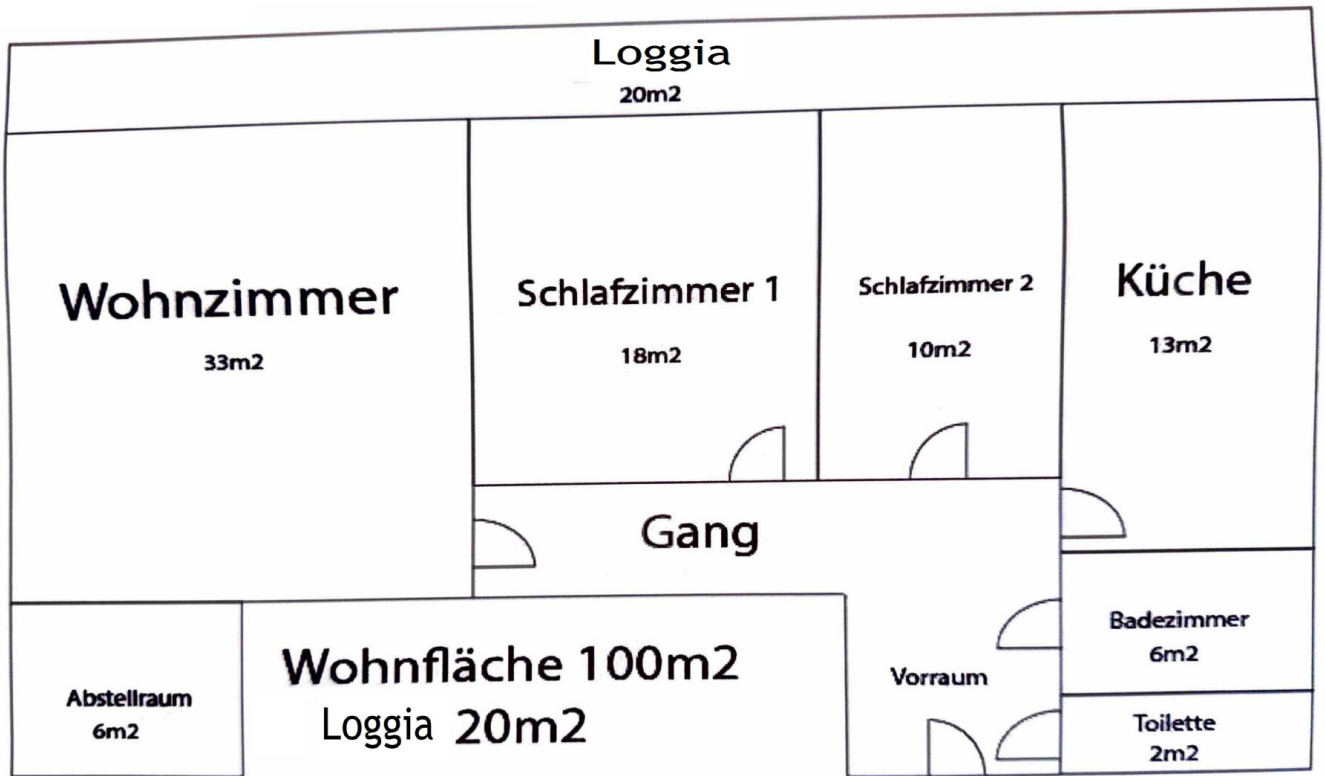 Loggia
20m2
Wohnzimmer
33m2
Schlafzimmer 1
18m2
Schlafzimmer 2
10m2
Küche
13m2
Gang
Abstellraum
6m2
Wohnfläche 100m2
Loggia 20m2
Vorraum
Badezimmer
6m2
Toilette
2m2